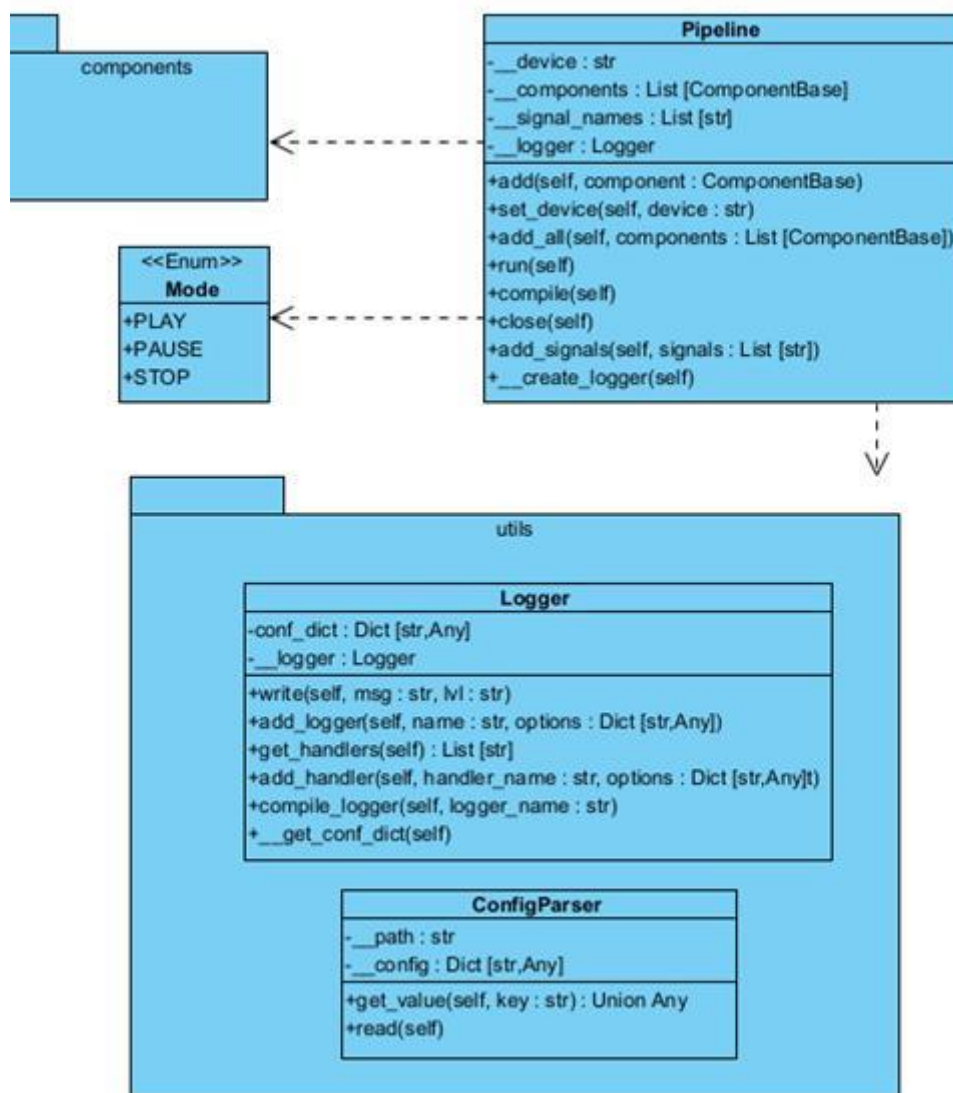 components
Pipeline
-__device : str
-__components : List [ComponentBase]
-__signal_names : List [str]
-__logger : Logger
+add(self, component : ComponentBase)
+set_device(self, device : str)
+add_all(self, components : List [ComponentBase])
+run(self)
+compile(self)
+close(self)
+add_signals(self, signals : List [str])
+__create_logger(self)
<<Enum>>
Mode
+PLAY
+PAUSE
+STOP
utils
Logger
-conf_dict : Dict [str,Any]
-__logger : Logger
+write(self, msg : str, lvl : str)
+add_logger(self, name : str, options : Dict [str,Any])
+get_handlers(self) : List [str]
+add_handler(self, handler_name : str, options : Dict [str,Any]t)
+compile_logger(self, logger_name : str)
+__get_conf_dict(self)
ConfigParser
-__path : str
-__config : Dict [str,Any]
+get_value(self, key : str) : Union Any
+read(self)